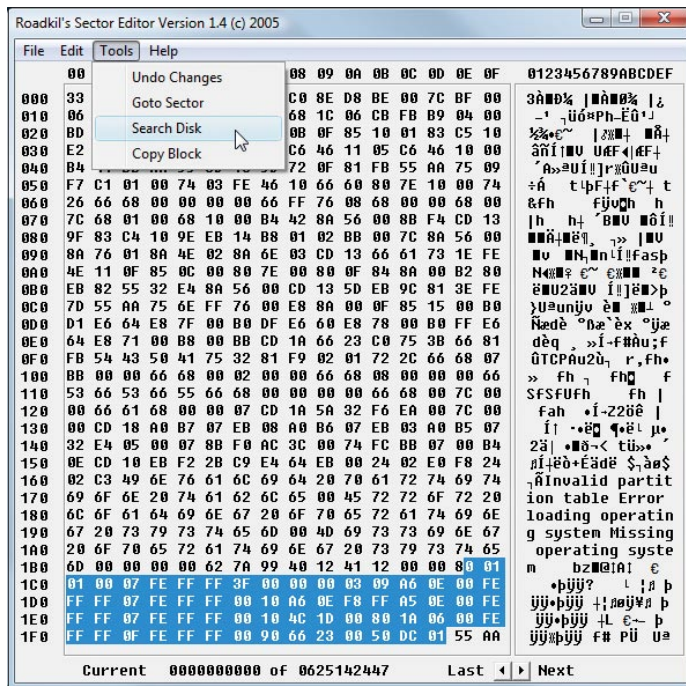 Roadkil's Sector Editor Version 1.4 (c) 2005
File Edit Tools Help
00 08 09 0A 0B 0C 0D 0E 0F 0123456789ABCDEF
Undo Changes
Goto Sector
Search Disk
Copy Block
000 33 C0 8E D8 BE 00 7C BF 00
010 06 68 1C 06 CB FB B9 04 00
020 BD 0B 0F 85 10 01 83 C5 10
030 E2 C6 46 11 05 C6 46 10 00
040 B4 72 0F 81 FB 55 AA 75 09
050 F7 C1 01 00 74 03 FE 46 10 66 60 80 7E 10 00 74
060 26 66 68 00 00 00 00 66 FF 76 08 68 00 00 68 00
070 7C 68 01 00 68 10 00 B4 42 8A 56 00 8B F4 CD 13
080 9F 83 C4 10 9E EB 14 B8 01 02 BB 00 7C 8A 56 00
090 8A 76 01 8A 4E 02 8A 6E 03 CD 13 66 61 73 1E FE
0A0 4E 11 0F 85 0C 00 80 7E 00 80 0F 84 8A 00 B2 80
0B0 EB 82 55 32 E4 8A 56 00 CD 13 5D EB 9C 81 3E FE
0C0 7D 55 AA 75 6E FF 76 00 E8 8A 00 0F 85 15 00 B0
0D0 D1 E6 64 E8 7F 00 B0 DF E6 60 E8 78 00 B0 FF E6
0E0 64 E8 71 00 B8 00 BB CD 1A 66 23 C0 75 3B 66 81
0F0 FB 54 43 50 41 75 32 81 F9 02 01 72 2C 66 68 07
100 BB 00 00 66 68 00 02 00 00 66 68 08 00 00 00 66
110 53 66 53 66 55 66 68 00 00 00 00 66 68 00 7C 00
120 00 66 61 68 00 00 07 CD 1A 5A 32 F6 EA 00 7C 00
130 00 CD 18 A0 B7 07 EB 08 A0 B6 07 EB 03 A0 B5 07
140 32 E4 05 00 07 8B F0 AC 3C 00 74 FC BB 07 00 B4
150 0E CD 10 EB F2 2B C9 E4 64 EB 00 24 02 E0 F8 24
160 02 C3 49 6E 76 61 6C 69 64 20 70 61 72 74 69 74 Invalid partit
170 69 6F 6E 20 74 61 62 6C 65 00 45 72 72 6F 72 20 ion table Error
180 6C 6F 61 64 69 6E 67 20 6F 70 65 72 61 74 69 6E loading operatin
190 67 20 73 79 73 74 65 6D 00 4D 69 73 73 69 6E 67 g system Missing
1A0 20 6F 70 65 72 61 74 69 6E 67 20 73 79 73 74 65 operating syste
1B0 6D 00 00 00 00 62 7A 99 40 12 41 12 00 00 80 01
1C0 01 00 07 FE FF FF 3F 00 00 00 03 09 A6 0E 00 FE
1D0 FF FF 07 FE FF FF 00 10 A6 0E F8 FF A5 0E 00 FE
1E0 FF FF 07 FE FF FF 00 10 4C 1D 00 80 1A 06 00 FE
1F0 FF FF 0F FE FF FF 00 90 66 23 00 50 DC 01 55 AA
Current 0000000000 of 0625142447 Last Next